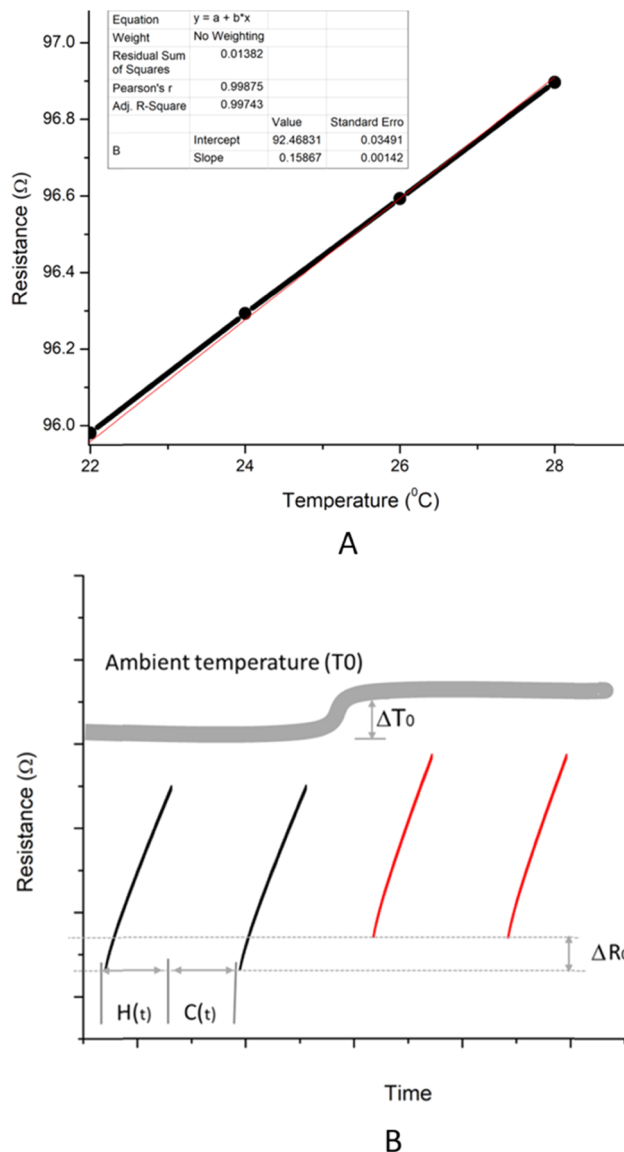 Equation y = a + b*x
Weight No Weighting
Residual Sum
of Squares 0.01382
Pearson's r 0.99875
Adj. R-Square 0.99743
Value Standard Erro
B Intercept 92.46831 0.03491
Slope 0.15867 0.00142
97.0
96.8
96.6
96.4
96.2
96.0
Resistance (Ω)
22 24 26 28
Temperature (⁰C)
A
Ambient temperature (T0)
ΔT₀
Resistance (Ω)
ΔR₀
H(t) C(t)
Time
B